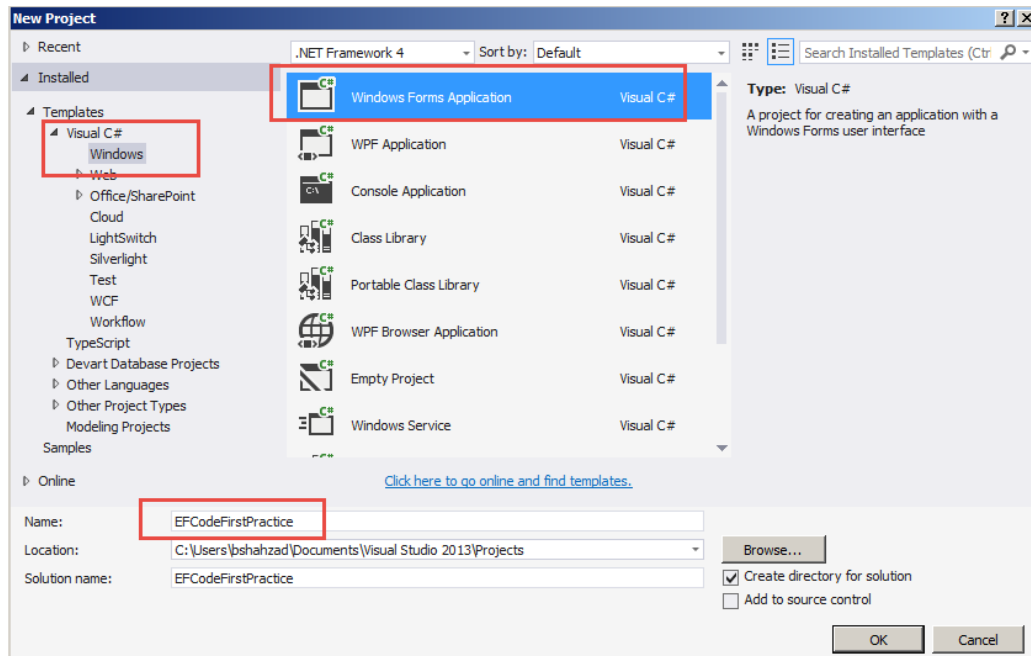 New Project
Recent
.NET Framework 4
Sort by: Default
Search Installed Templates (Ctrl
Installed
Templates
Visual C#
Windows
Web
Office/SharePoint
Cloud
LightSwitch
Silverlight
Test
WCF
Workflow
TypeScript
Devart Database Projects
Other Languages
Other Project Types
Modeling Projects
Samples
Online
C# Windows Forms Application Visual C#
C# WPF Application Visual C#
C# C:\ Console Application Visual C#
C# Class Library Visual C#
C# Portable Class Library Visual C#
C# WPF Browser Application Visual C#
C# Empty Project Visual C#
C# Windows Service Visual C#
C#
Click here to go online and find templates.
Type: Visual C#
A project for creating an application with a
Windows Forms user interface
Name: EFCodeFirstPractice
Location: C:\Users\bshahzad\Documents\Visual Studio 2013\Projects
Browse...
Solution name: EFCodeFirstPractice
Create directory for solution
Add to source control
OK
Cancel